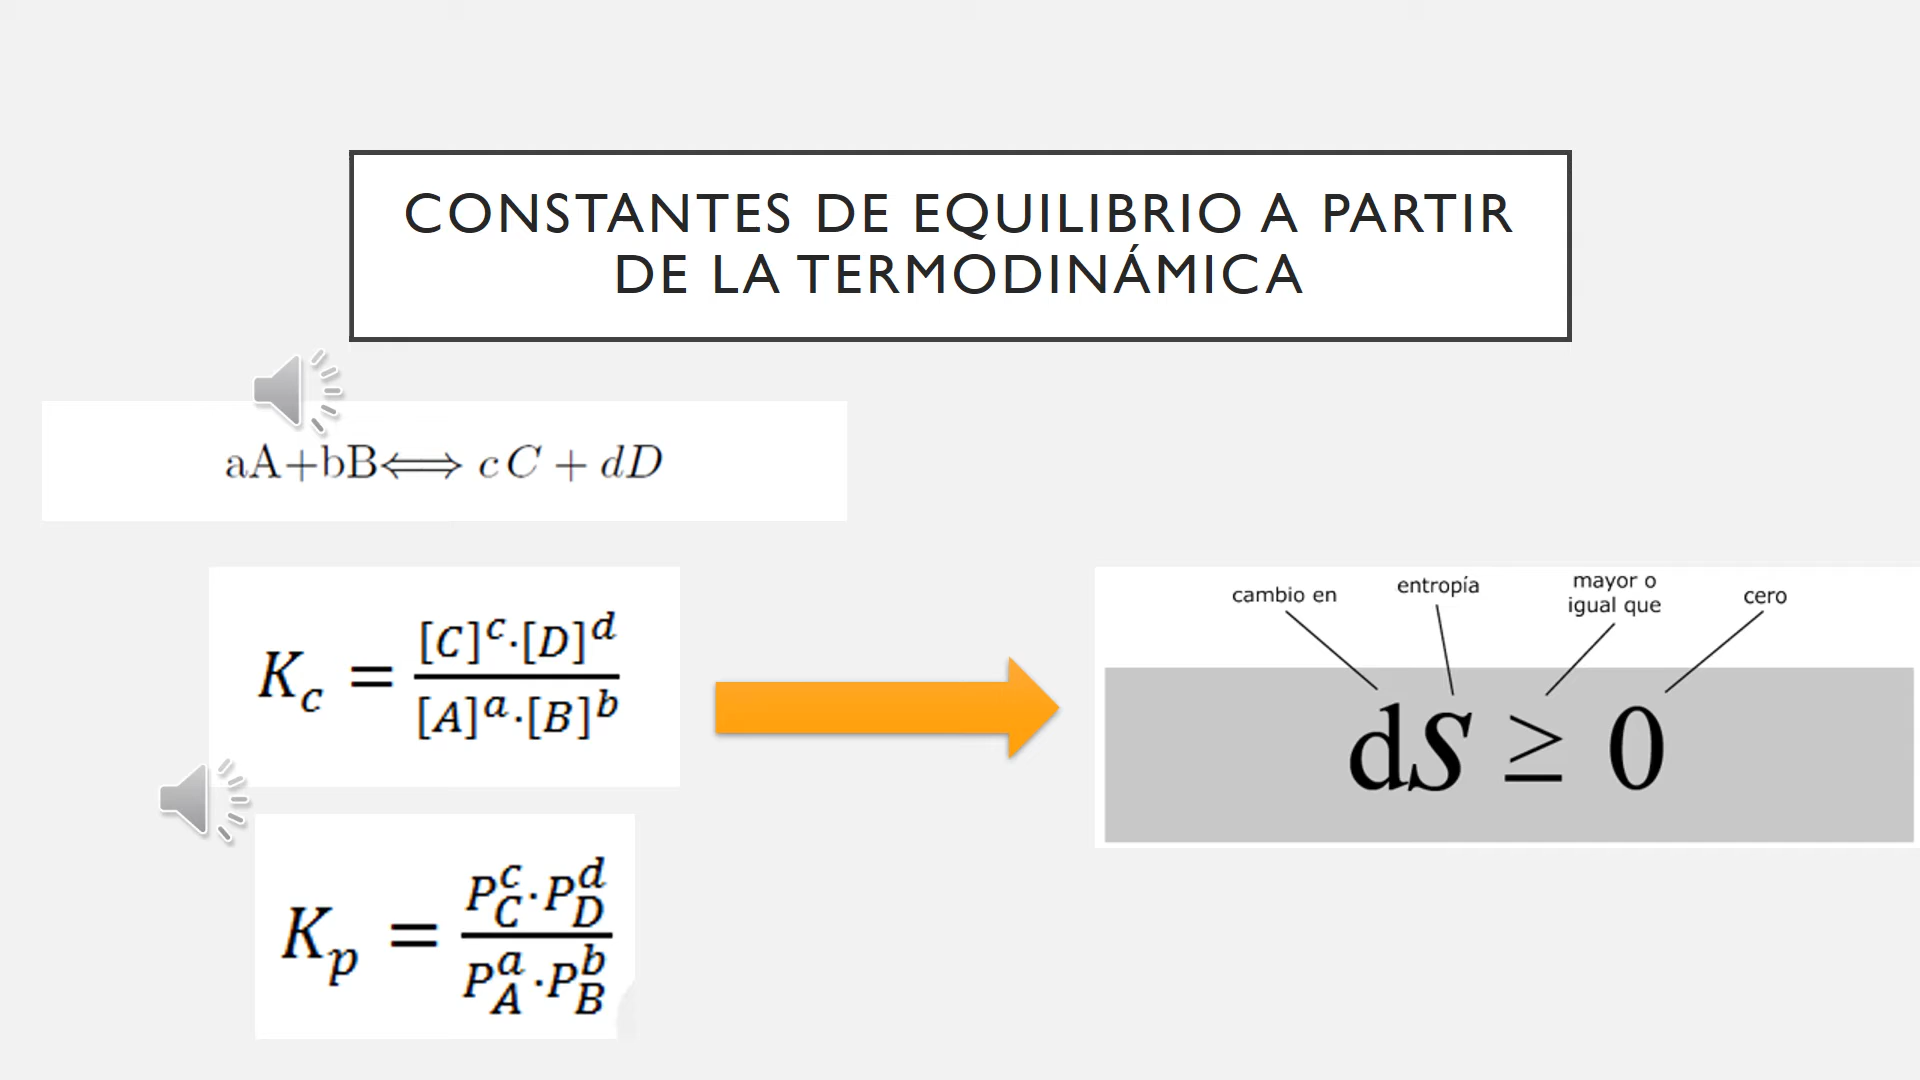 CONSTANTES DE EQUILIBRIO A PARTIR
DE LA TERMODINÁMICA
aA+bB⟺ cC + dD
K_c = [C]^c·[D]^d / [A]^a·[B]^b
K_p = P_C^c·P_D^d / P_A^a·P_B^b
cambio en
entropía
mayor o
igual que
cero
dS ≥ 0